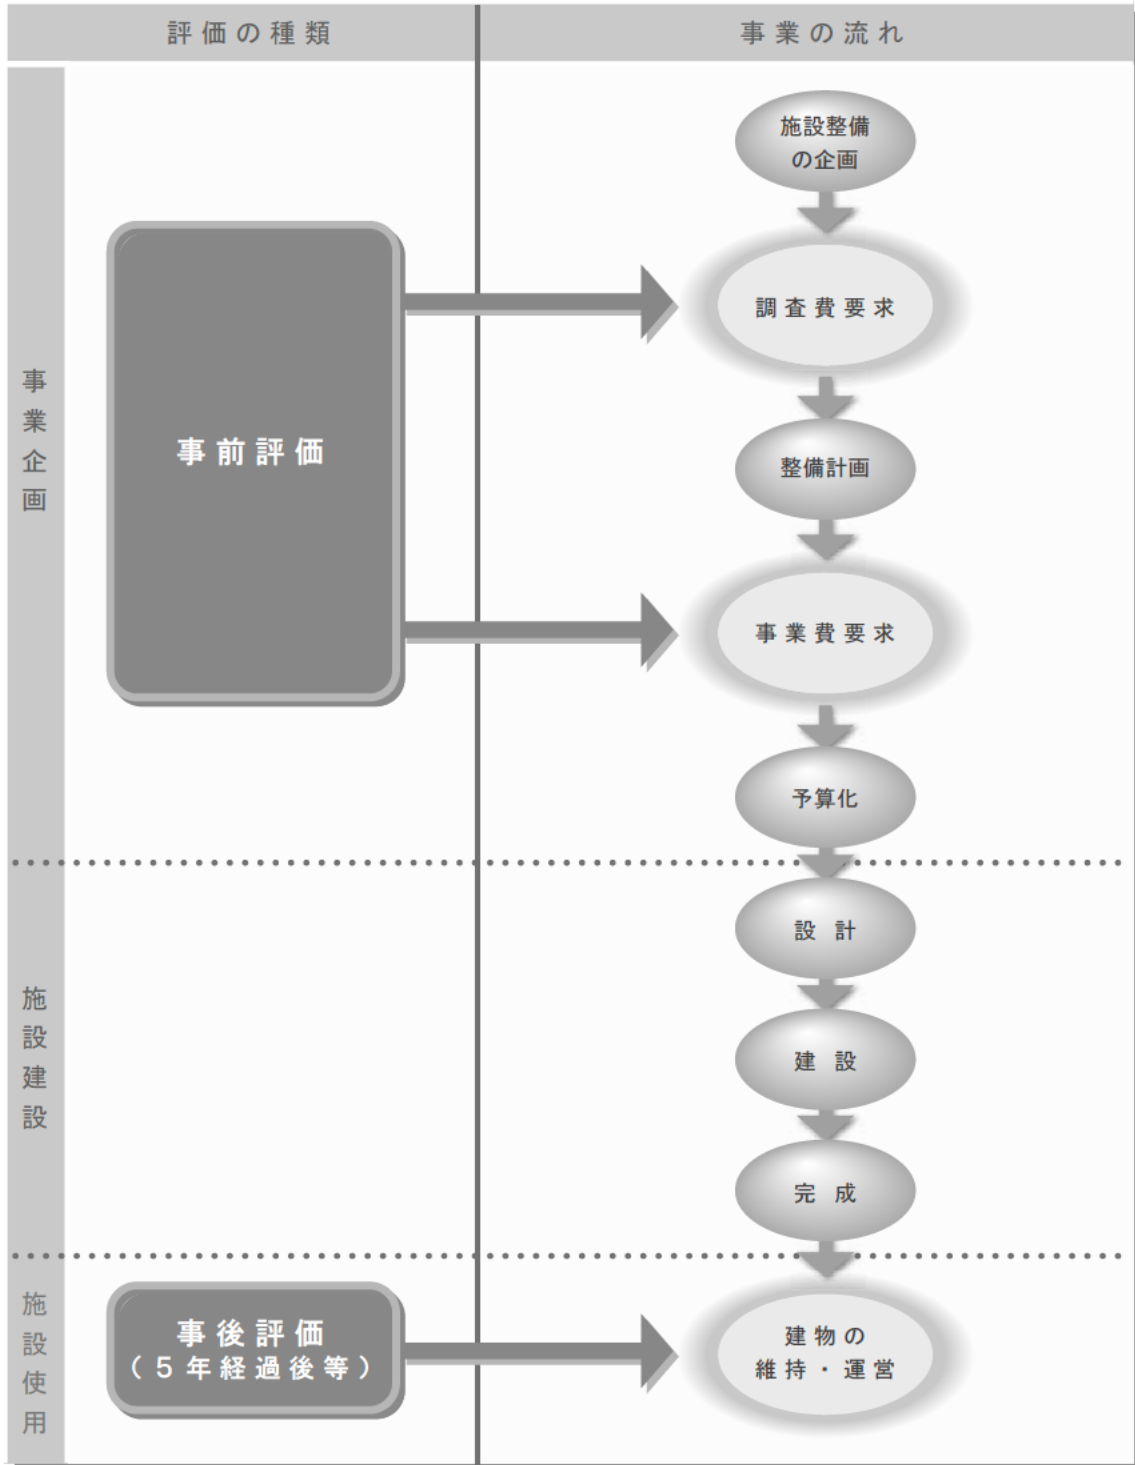 評価の種類
事業の流れ
事業企画
事前評価
施設整備
の企画
調査費要求
整備計画
事業費要求
予算化
施設建設
設計
建設
完成
施設使用
事後評価
（５年経過後等）
建物の
維持・運営